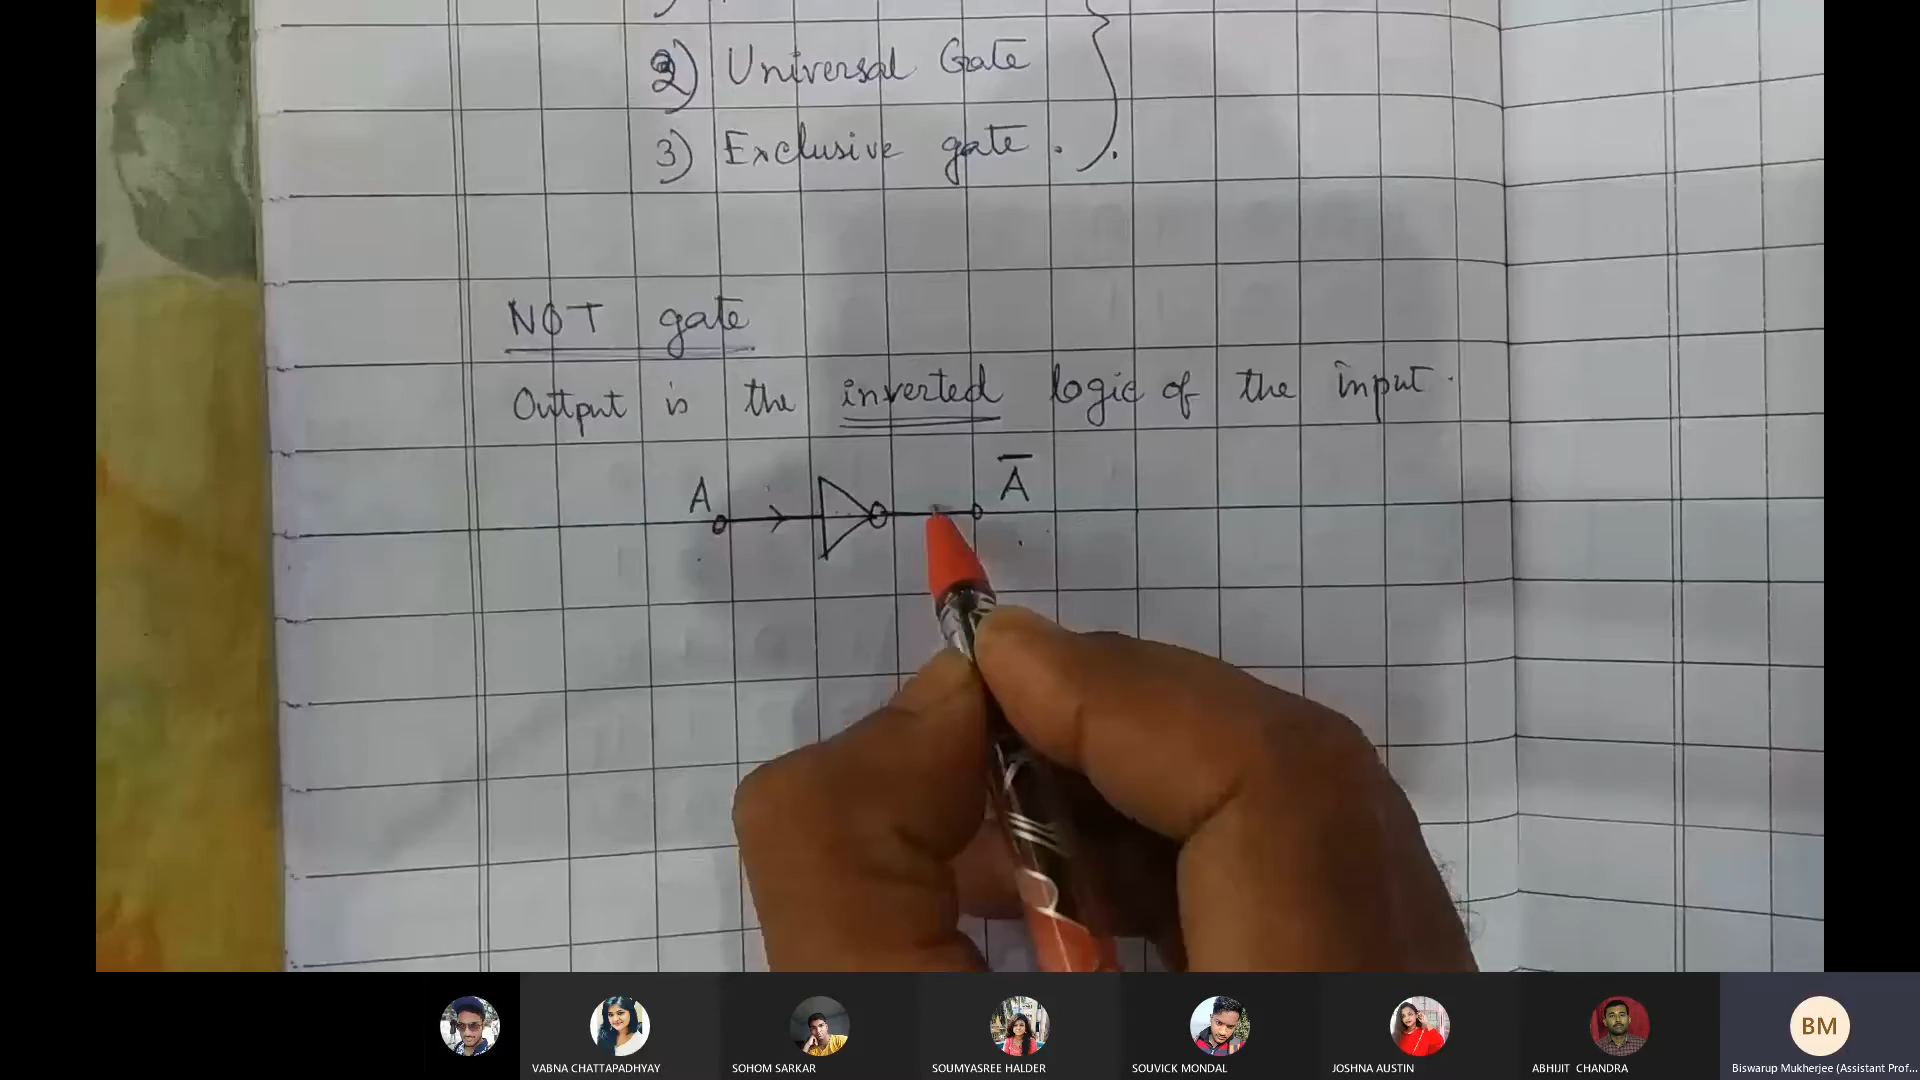 2) Universal Gate
3) Exclusive gate .
NOT gate
Output is the inverted logic of the input.
A
A̅
BM
VABNA CHATTAPADHYAY
SOHOM SARKAR
SOUMYASREE HALDER
SOUVICK MONDAL
JOSHNA AUSTIN
ABHIJIT CHANDRA
Biswarup Mukherjee (Assistant Prof...